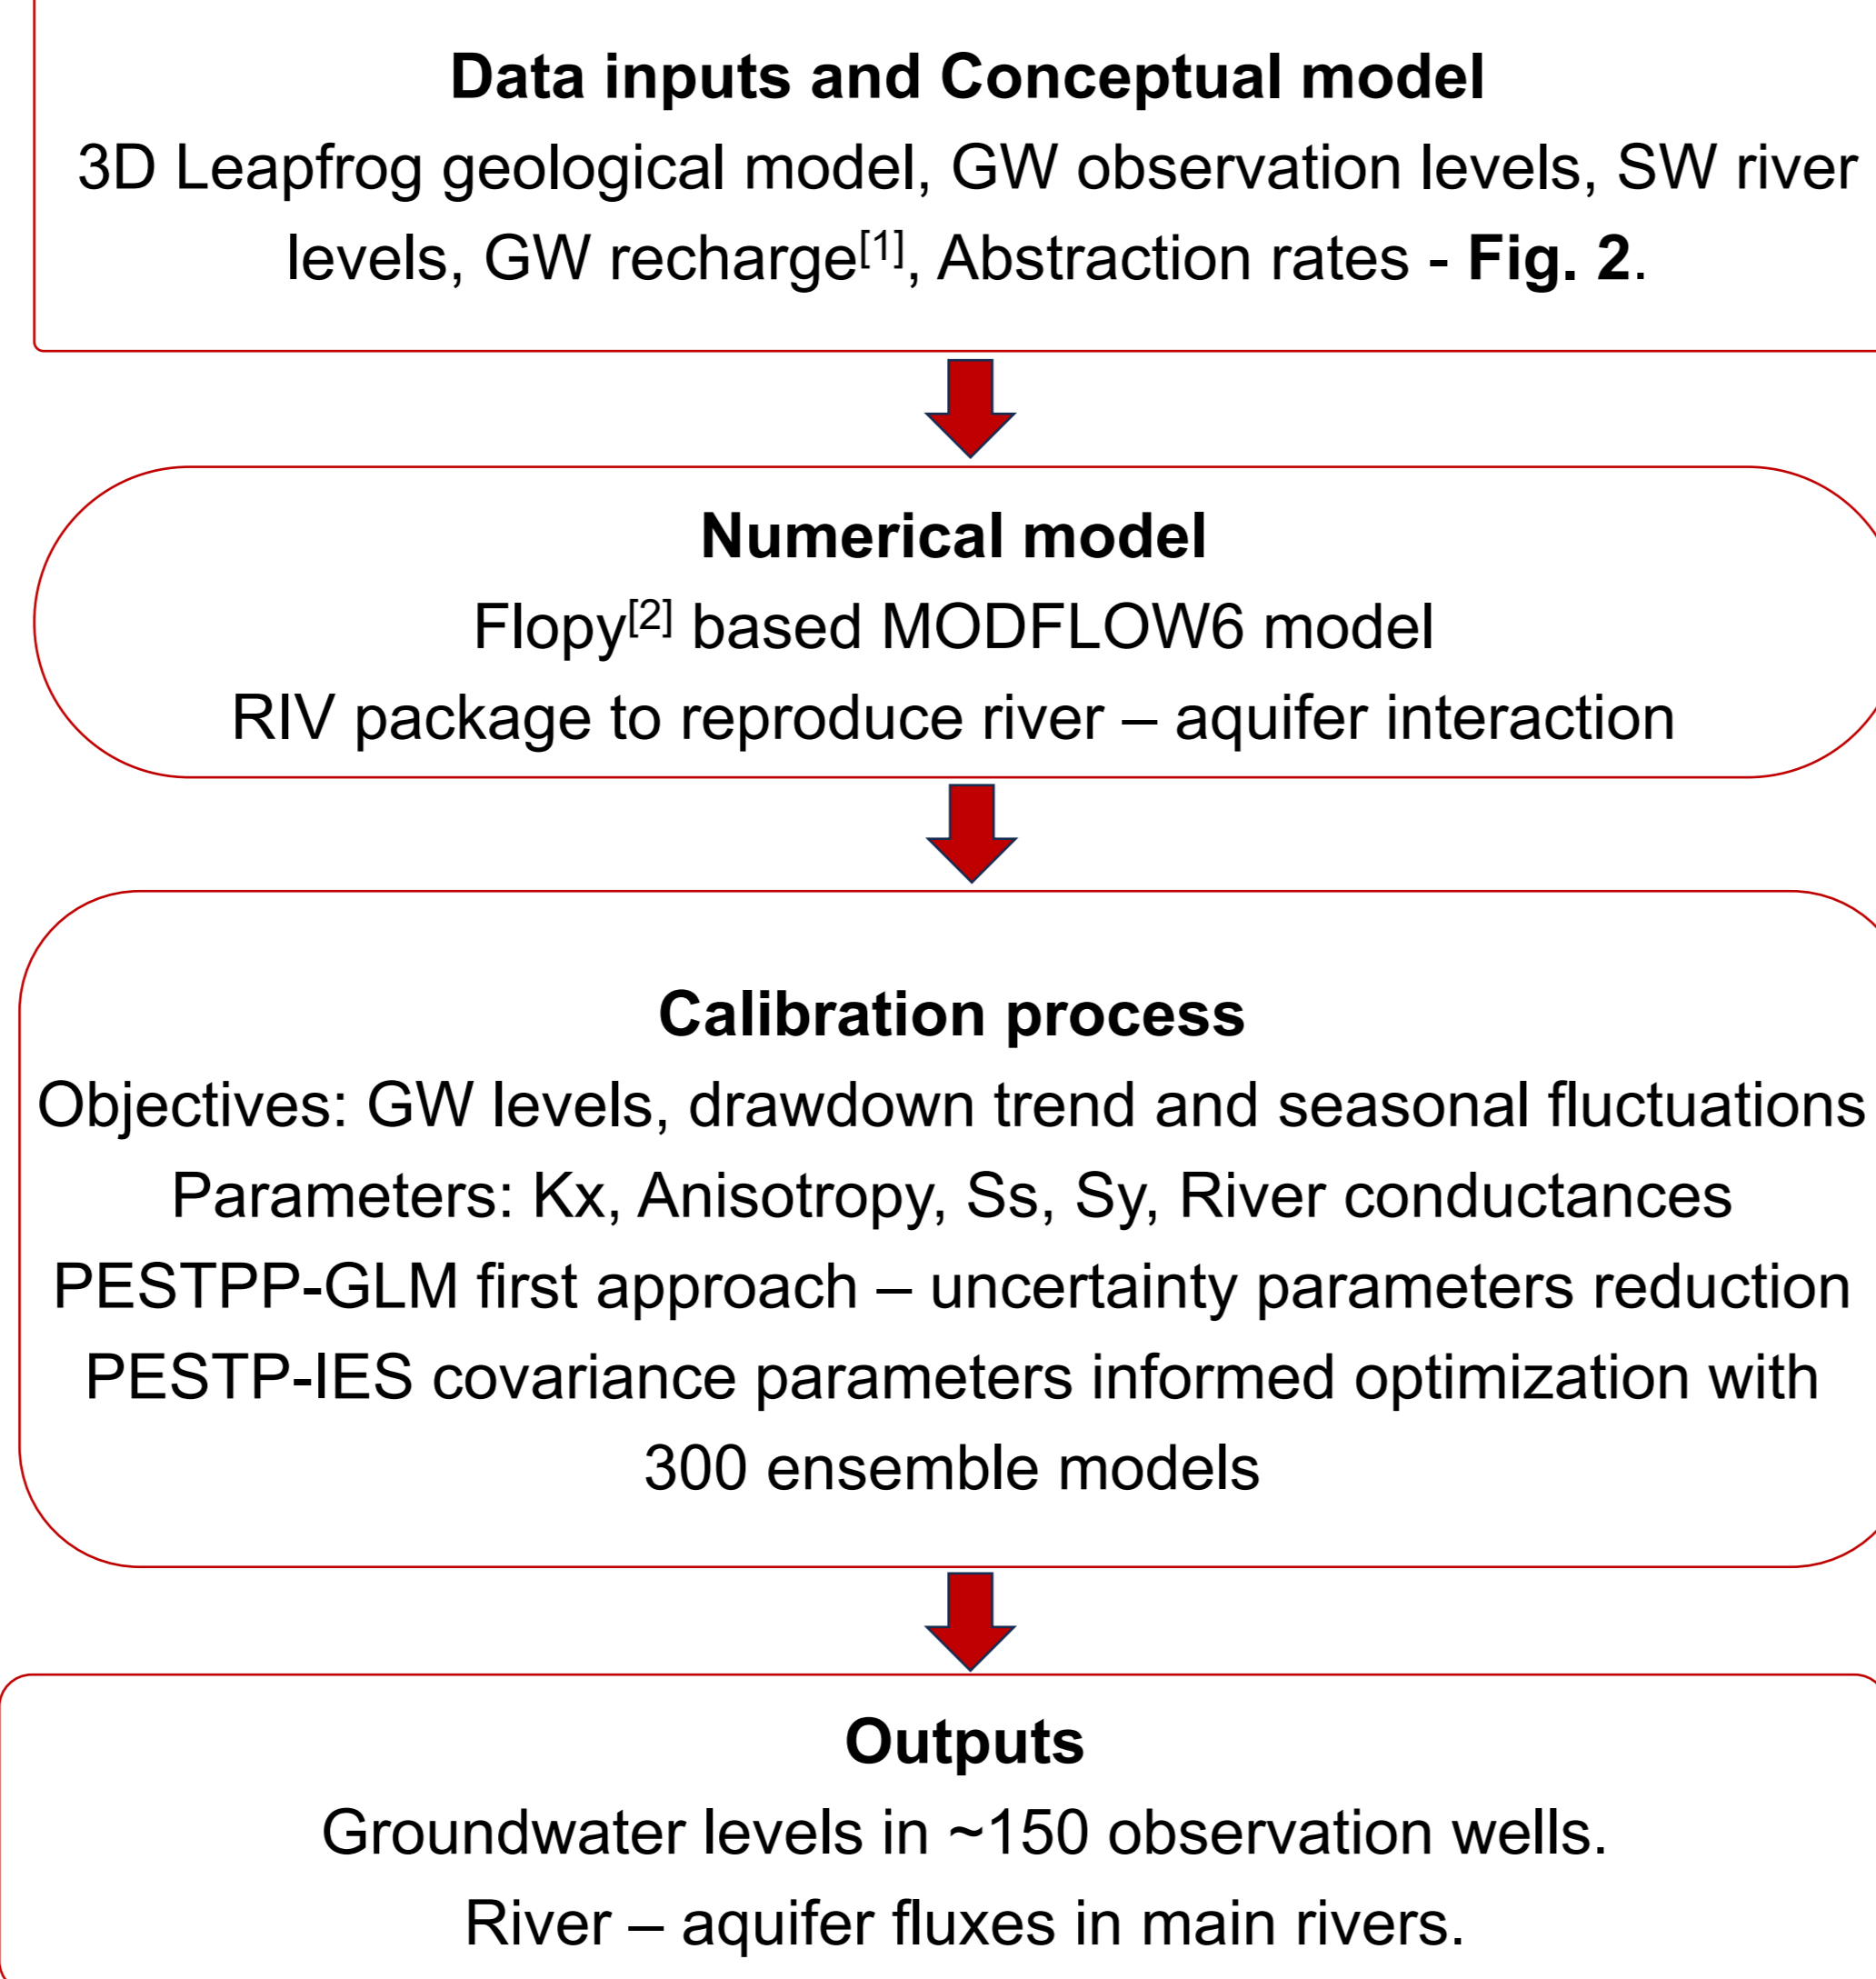 Data inputs and Conceptual model
3D Leapfrog geological model, GW observation levels, SW river
levels, GW recharge[1], Abstraction rates - Fig. 2.
Numerical model
Flopy[2] based MODFLOW6 model
RIV package to reproduce river – aquifer interaction
Calibration process
Objectives: GW levels, drawdown trend and seasonal fluctuations
Parameters: Kx, Anisotropy, Ss, Sy, River conductances
PESTPP-GLM first approach – uncertainty parameters reduction
PESTP-IES covariance parameters informed optimization with
300 ensemble models
Outputs
Groundwater levels in ~150 observation wells.
River – aquifer fluxes in main rivers.